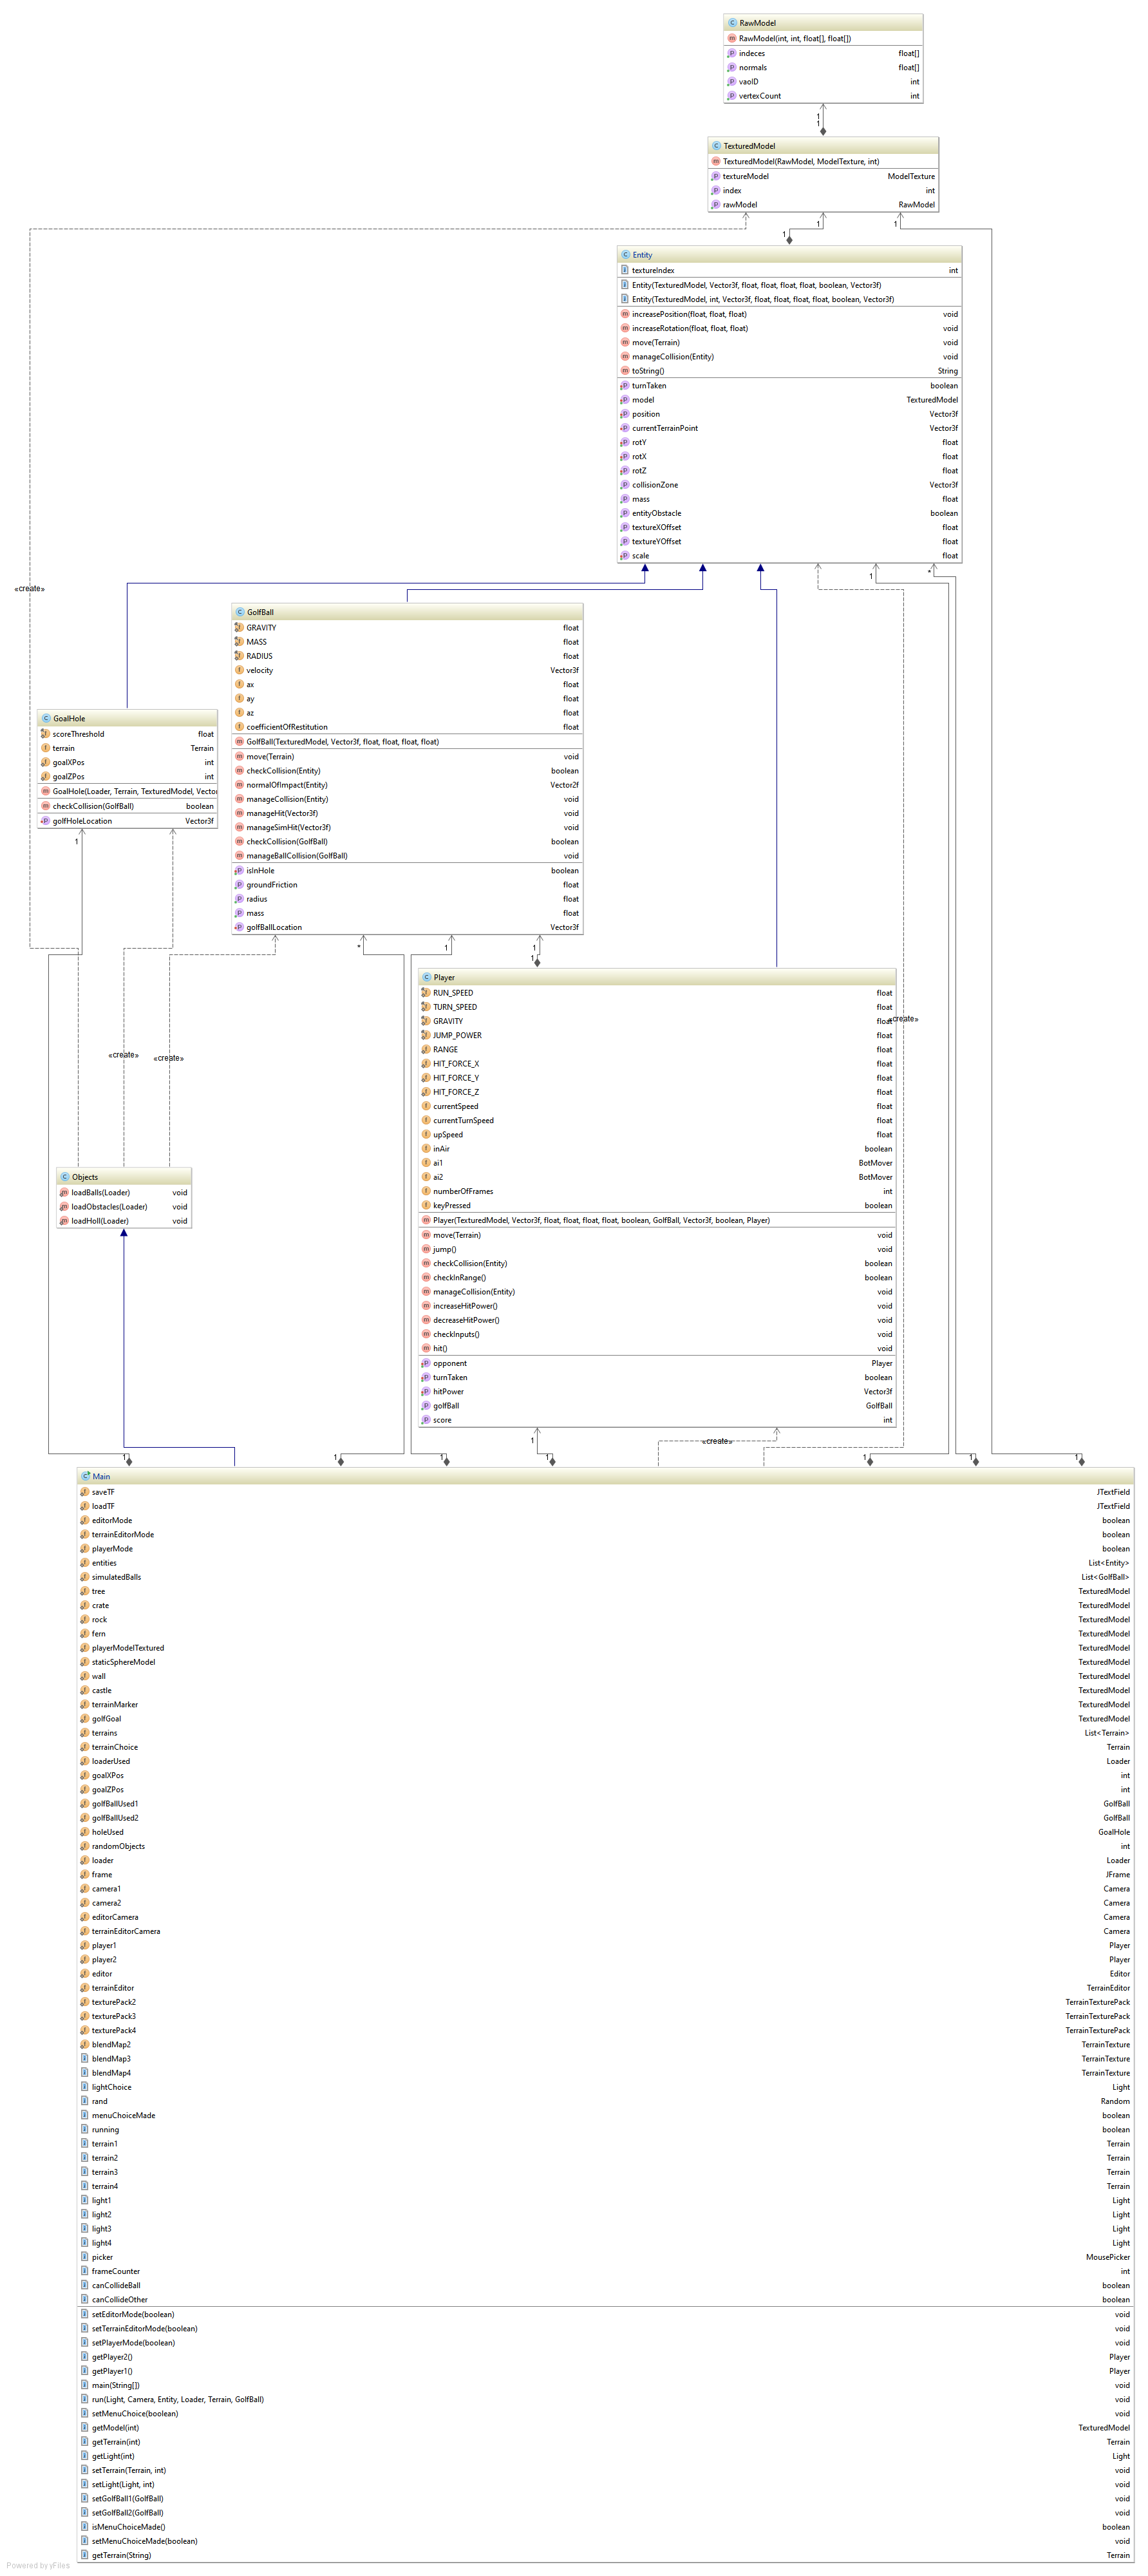 RawModel
RawModel(int, int, float[], float[])
indeces float[]
normals float[]
vaoID int
vertexCount int
1
1
TexturedModel
TexturedModel(RawModel, ModelTexture, int)
textureModel ModelTexture
index int
rawModel RawModel
1 1
1
Entity
textureIndex int
Entity(TexturedModel, Vector3f, float, float, float, float, boolean, Vector3f)
Entity(TexturedModel, int, Vector3f, float, float, float, float, boolean, Vector3f)
increasePosition(float, float, float) void
increaseRotation(float, float, float) void
move(Terrain) void
manageCollision(Entity) void
toString() String
turnTaken boolean
model TexturedModel
position Vector3f
currentTerrainPoint Vector3f
rotY float
rotX float
rotZ float
collisionZone Vector3f
mass float
entityObstacle boolean
textureXOffset float
textureYOffset float
scale float
1 *
«create»
GolfBall
GRAVITY float
MASS float
RADIUS float
velocity Vector3f
ax float
ay float
az float
coefficientOfRestitution float
GolfBall(TexturedModel, Vector3f, float, float, float, float)
move(Terrain) void
checkCollision(Entity) boolean
normalOfImpact(Entity) Vector2f
manageCollision(Entity) void
manageHit(Vector3f) void
manageSimHit(Vector3f) void
checkCollision(GolfBall) boolean
manageBallCollision(GolfBall) void
isInHole boolean
groundFriction float
radius float
mass float
golfBallLocation Vector3f
GoalHole
scoreThreshold float
terrain Terrain
goalXPos int
goalZPos int
GoalHole(Loader, Terrain, TexturedModel, Vector
checkCollision(GolfBall) boolean
golfHoleLocation Vector3f
1
* 1 1
1
Player
RUN_SPEED float
TURN_SPEED float
GRAVITY float
«create»
JUMP_POWER float
RANGE float
HIT_FORCE_X float
HIT_FORCE_Y float
HIT_FORCE_Z float
currentSpeed float
currentTurnSpeed float
upSpeed float
inAir boolean
ai1 BotMover
ai2 BotMover
numberOfFrames int
keyPressed boolean
Player(TexturedModel, Vector3f, float, float, float, float, boolean, GolfBall, Vector3f, boolean, Player)
move(Terrain) void
jump() void
checkCollision(Entity) boolean
checkInRange() boolean
manageCollision(Entity) void
increaseHitPower() void
decreaseHitPower() void
checkInputs() void
hit() void
opponent Player
turnTaken boolean
hitPower Vector3f
golfBall GolfBall
score int
«create» «create»
Objects
loadBalls(Loader) void
loadObstacles(Loader) void
loadHoll(Loader) void
1 «create»
1 1 1 1 1 1 1
Main
saveTF JTextField
loadTF JTextField
editorMode boolean
terrainEditorMode boolean
playerMode boolean
entities List<Entity>
simulatedBalls List<GolfBall>
tree TexturedModel
crate TexturedModel
rock TexturedModel
fern TexturedModel
playerModelTextured TexturedModel
staticSphereModel TexturedModel
wall TexturedModel
castle TexturedModel
terrainMarker TexturedModel
golfGoal TexturedModel
terrains List<Terrain>
terrainChoice Terrain
loaderUsed Loader
goalXPos int
goalZPos int
golfBallUsed1 GolfBall
golfBallUsed2 GolfBall
holeUsed GoalHole
randomObjects int
loader Loader
frame JFrame
camera1 Camera
camera2 Camera
editorCamera Camera
terrainEditorCamera Camera
player1 Player
player2 Player
editor Editor
terrainEditor TerrainEditor
texturePack2 TerrainTexturePack
texturePack3 TerrainTexturePack
texturePack4 TerrainTexturePack
blendMap2 TerrainTexture
blendMap3 TerrainTexture
blendMap4 TerrainTexture
lightChoice Light
rand Random
menuChoiceMade boolean
running boolean
terrain1 Terrain
terrain2 Terrain
terrain3 Terrain
terrain4 Terrain
light1 Light
light2 Light
light3 Light
light4 Light
picker MousePicker
frameCounter int
canCollideBall boolean
canCollideOther boolean
setEditorMode(boolean) void
setTerrainEditorMode(boolean) void
setPlayerMode(boolean) void
getPlayer2() Player
getPlayer1() Player
main(String[]) void
run(Light, Camera, Entity, Loader, Terrain, GolfBall) void
setMenuChoice(boolean) void
getModel(int) TexturedModel
getTerrain(int) Terrain
getLight(int) Light
setTerrain(Terrain, int) void
setLight(Light, int) void
setGolfBall1(GolfBall) void
setGolfBall2(GolfBall) void
isMenuChoiceMade() boolean
setMenuChoiceMade(boolean) void
getTerrain(String) Terrain
Powered by yFiles